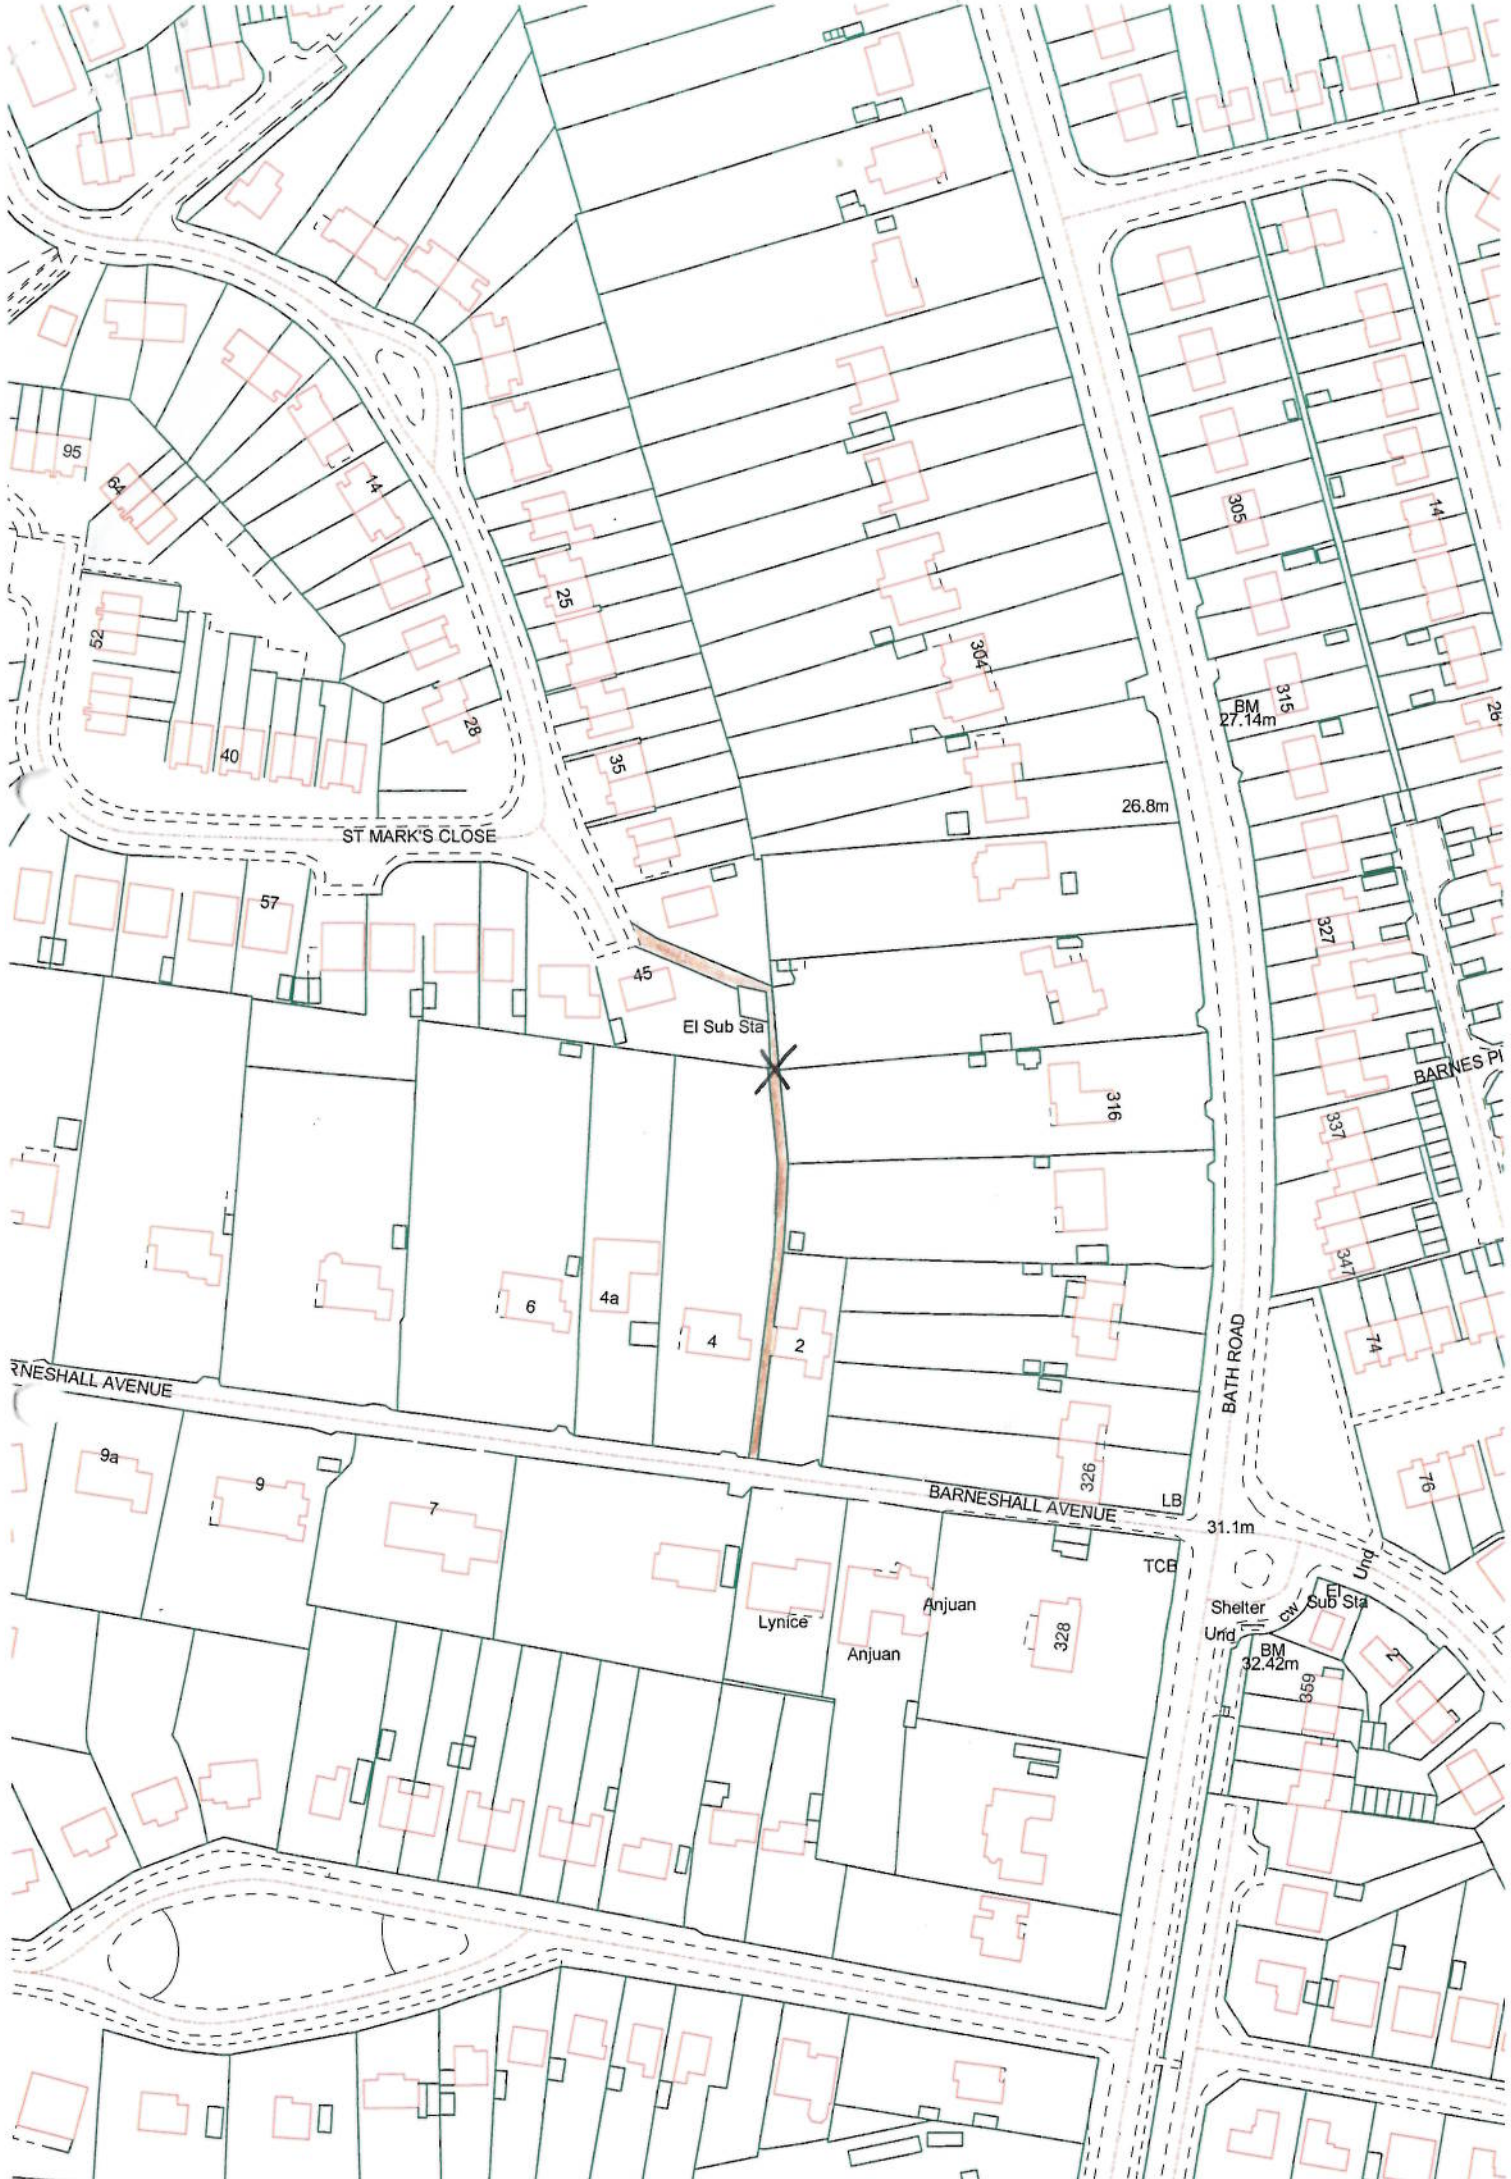 95
64
14
305
14
25
52
304
315
BM
27.14m
28
26
40
35
26.8m
ST MARK'S CLOSE
57
327
45
El Sub Sta
BARNES Pl
316
337
347
6
4a
4
2
74
BATH ROAD
RNESHALL AVENUE
9a
9
7
326
76
BARNESHALL AVENUE
LB
31.1m
TCB
Und
El
Sub Sta
Shelter
cw
Und
Lynice
Anjuan
Anjuan
328
BM
32.42m
2
359